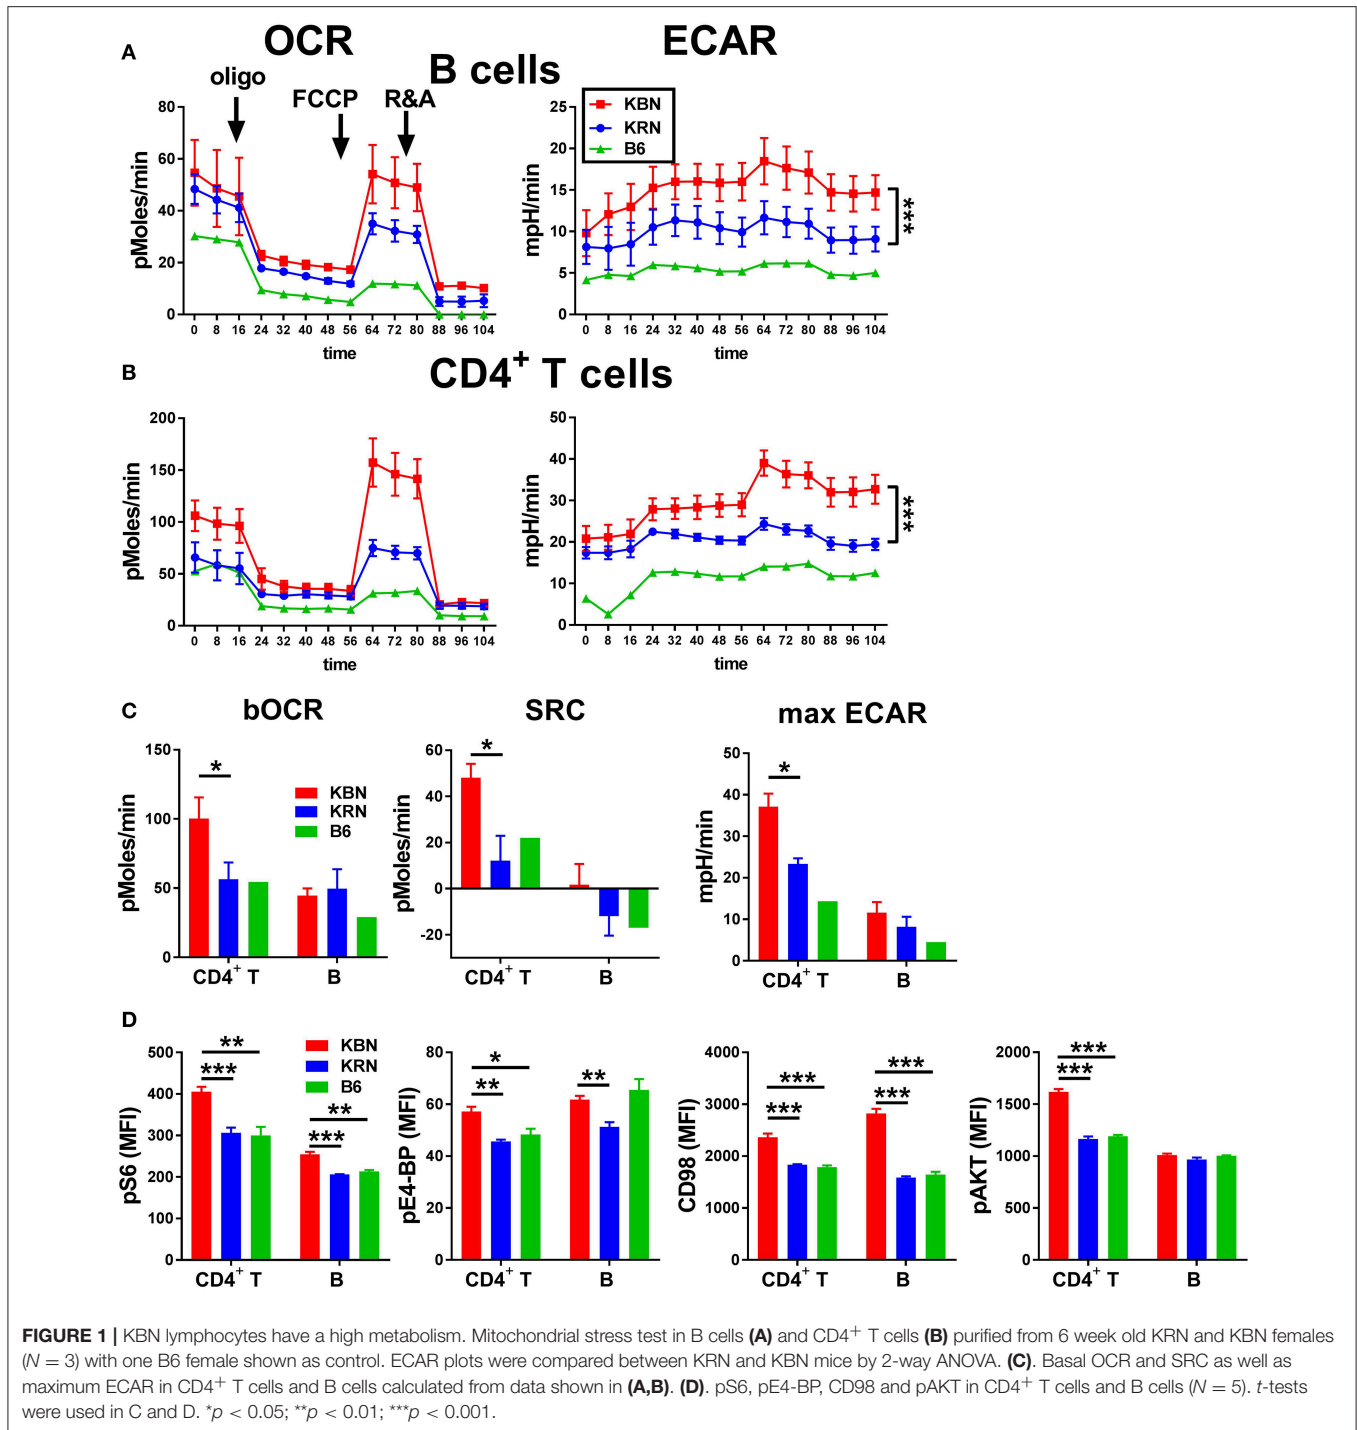 A
OCR
ECAR
B cells
oligo
FCCP
R&A
pMoles/min
80
60
40
20
0
0 8 16 24 32 40 48 56 64 72 80 88 96 104
time
mpH/min
25
20
15
10
5
0
KBN
KRN
B6
***
0 8 16 24 32 40 48 56 64 72 80 88 96 104
time
B
CD4+ T cells
pMoles/min
200
150
100
50
0
0 8 16 24 32 40 48 56 64 72 80 88 96 104
time
mpH/min
50
40
30
20
10
0
***
0 8 16 24 32 40 48 56 64 72 80 88 96 104
time
C
bOCR
pMoles/min
150
100
50
0
*
KBN
KRN
B6
CD4+ T B
SRC
pMoles/min
60
40
20
0
-20
*
CD4+ T B
max ECAR
mpH/min
50
40
30
20
10
0
*
CD4+ T B
D
pS6 (MFI)
500
400
300
200
100
0
**
***
**
***
KBN
KRN
B6
CD4+ T B
pE4-BP (MFI)
80
60
40
20
0
*
**
**
CD4+ T B
CD98 (MFI)
4000
3000
2000
1000
0
***
***
***
***
CD4+ T B
pAKT (MFI)
2000
1500
1000
500
0
***
***
CD4+ T B
FIGURE 1 | KBN lymphocytes have a high metabolism. Mitochondrial stress test in B cells (A) and CD4+ T cells (B) purified from 6 week old KRN and KBN females
(N = 3) with one B6 female shown as control. ECAR plots were compared between KRN and KBN mice by 2-way ANOVA. (C). Basal OCR and SRC as well as
maximum ECAR in CD4+ T cells and B cells calculated from data shown in (A,B). (D). pS6, pE4-BP, CD98 and pAKT in CD4+ T cells and B cells (N = 5). t-tests
were used in C and D. *p < 0.05; **p < 0.01; ***p < 0.001.